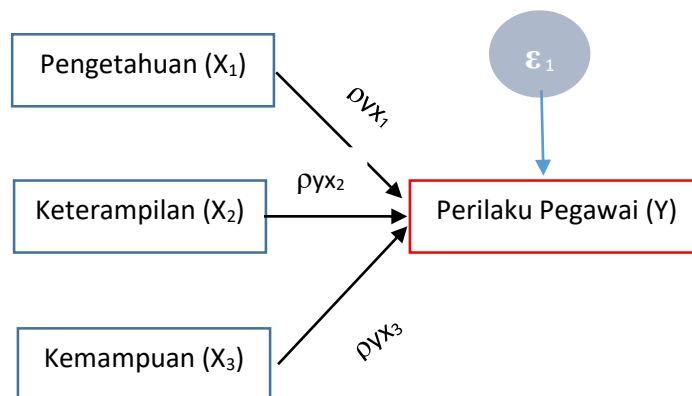 ε₁
Pengetahuan (X₁)
ρyx₁
ρyx₂
Keterampilan (X₂)
Perilaku Pegawai (Y)
ρyx₃
Kemampuan (X₃)